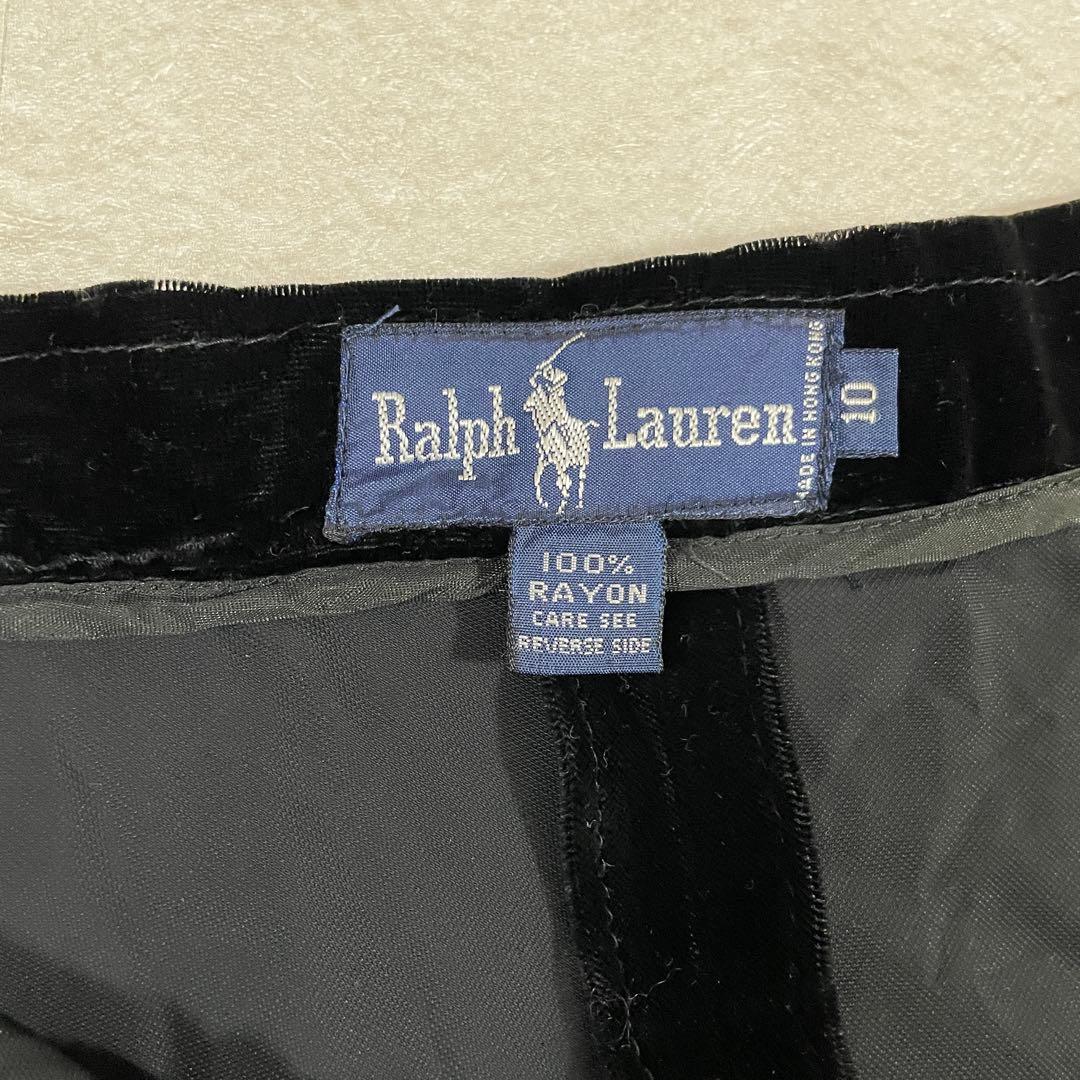 Ralph Lauren
MADE IN HONG KONG
10
100%
RAYON
CARE SEE
REVERSE SIDE